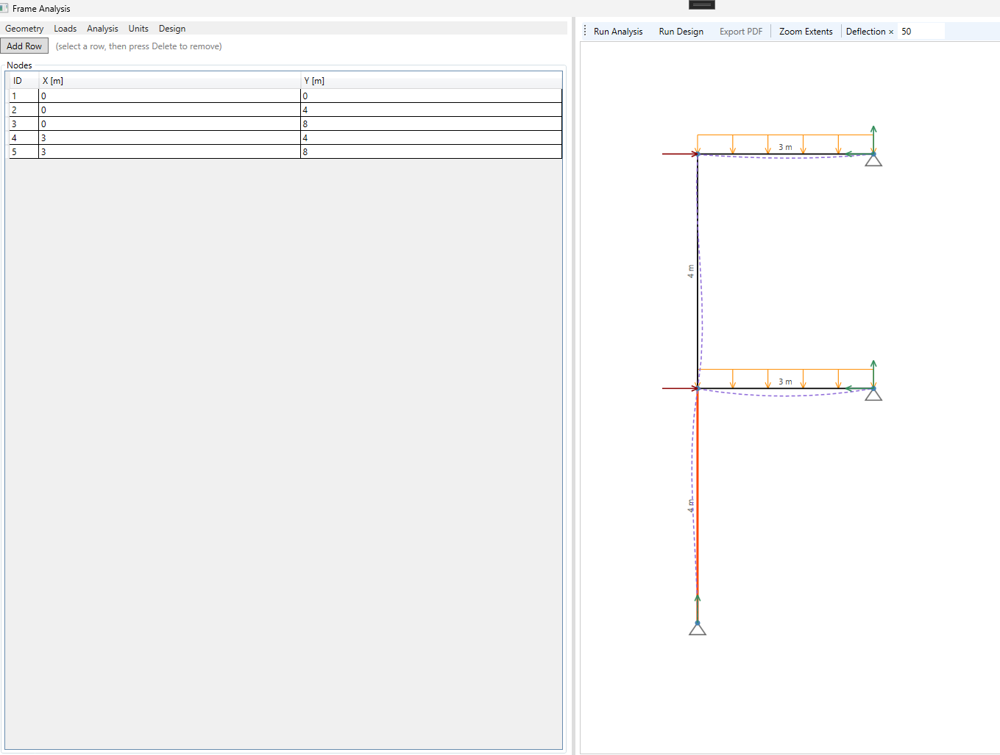 Frame Analysis
Geometry Loads Analysis Units Design
Add Row (select a row, then press Delete to remove)
Nodes
ID X [m] Y [m]
1 0 0
2 0 4
3 0 8
4 3 4
5 3 8
Run Analysis Run Design Export PDF Zoom Extents Deflection × 50
3 m
4 m
3 m
4 m